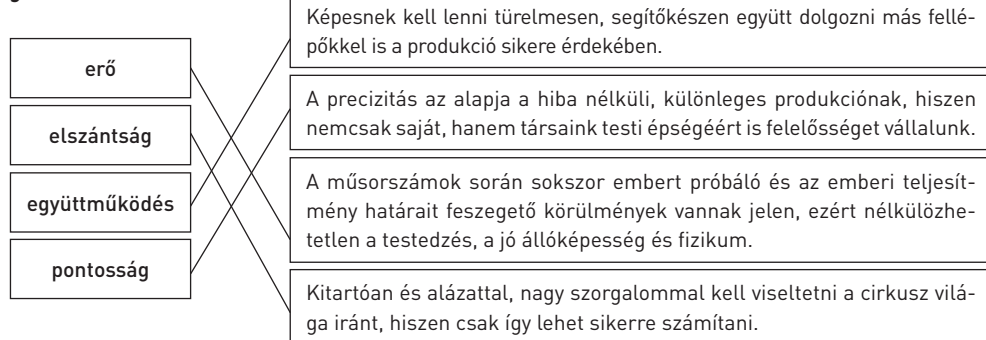 erő
elszántság
együttműködés
pontosság
Képesnek kell lenni türelmesen, segítőkészen együtt dolgozni más fellé-
pőkkel is a produkció sikere érdekében.
A precizitás az alapja a hiba nélküli, különleges produkciónak, hiszen
nemcsak saját, hanem társaink testi épségéért is felelősséget vállalunk.
A műsorszámok során sokszor embert próbáló és az emberi teljesít-
mény határait feszegető körülmények vannak jelen, ezért nélkülözhe-
tetlen a testedzés, a jó állóképesség és fizikum.
Kitartóan és alázattal, nagy szorgalommal kell viseltetni a cirkusz vilá-
ga iránt, hiszen csak így lehet sikerre számítani.